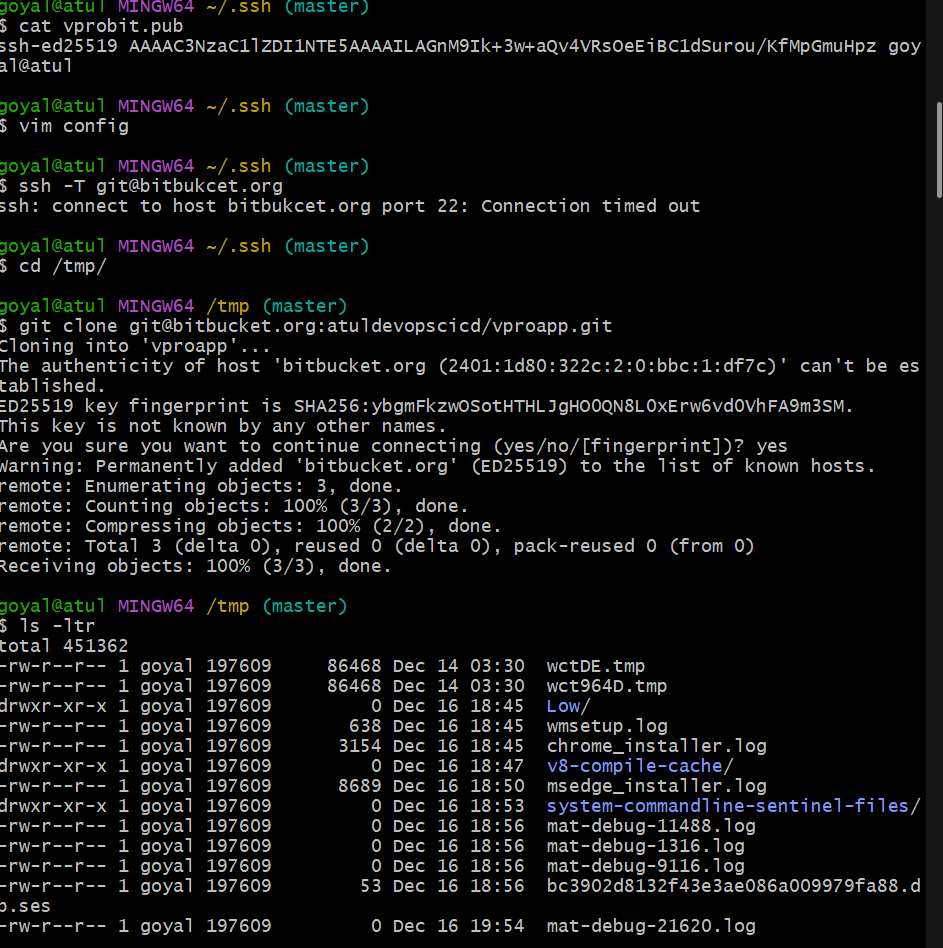 goyal@atul MINGW64 ~/.ssh (master)
$ cat vprobit.pub
ssh-ed25519 AAAAC3NzaC1lZDI1NTE5AAAAILAGnM9Ik+3w+aQv4VRsOeEiBC1dSurou/KfMpGmuHpz goy
al@atul
goyal@atul MINGW64 ~/.ssh (master)
$ vim config
goyal@atul MINGW64 ~/.ssh (master)
$ ssh -T git@bitbukcet.org
ssh: connect to host bitbukcet.org port 22: Connection timed out
goyal@atul MINGW64 ~/.ssh (master)
$ cd /tmp/
goyal@atul MINGW64 /tmp (master)
$ git clone git@bitbucket.org:atuldevopscicd/vproapp.git
Cloning into 'vproapp'...
The authenticity of host 'bitbucket.org (2401:1d80:322c:2:0:bbc:1:df7c)' can't be es
tablished.
ED25519 key fingerprint is SHA256:ybgmFkzwOSotHTHLJgHO0QN8L0xErw6vd0VhFA9m3SM.
This key is not known by any other names.
Are you sure you want to continue connecting (yes/no/[fingerprint])? yes
Warning: Permanently added 'bitbucket.org' (ED25519) to the list of known hosts.
remote: Enumerating objects: 3, done.
remote: Counting objects: 100% (3/3), done.
remote: Compressing objects: 100% (2/2), done.
remote: Total 3 (delta 0), reused 0 (delta 0), pack-reused 0 (from 0)
Receiving objects: 100% (3/3), done.
goyal@atul MINGW64 /tmp (master)
$ ls -ltr
total 451362
-rw-r--r-- 1 goyal 197609     86468 Dec 14 03:30  wctDE.tmp
-rw-r--r-- 1 goyal 197609     86468 Dec 14 03:30  wct964D.tmp
drwxr-xr-x 1 goyal 197609         0 Dec 16 18:45  Low/
-rw-r--r-- 1 goyal 197609       638 Dec 16 18:45  wmsetup.log
-rw-r--r-- 1 goyal 197609      3154 Dec 16 18:45  chrome_installer.log
drwxr-xr-x 1 goyal 197609         0 Dec 16 18:47  v8-compile-cache/
-rw-r--r-- 1 goyal 197609      8689 Dec 16 18:50  msedge_installer.log
drwxr-xr-x 1 goyal 197609         0 Dec 16 18:53  system-commandline-sentinel-files/
-rw-r--r-- 1 goyal 197609         0 Dec 16 18:56  mat-debug-11488.log
-rw-r--r-- 1 goyal 197609         0 Dec 16 18:56  mat-debug-1316.log
-rw-r--r-- 1 goyal 197609         0 Dec 16 18:56  mat-debug-9116.log
-rw-r--r-- 1 goyal 197609        53 Dec 16 18:56  bc3902d8132f43e3ae086a009979fa88.d
b.ses
-rw-r--r-- 1 goyal 197609         0 Dec 16 19:54  mat-debug-21620.log